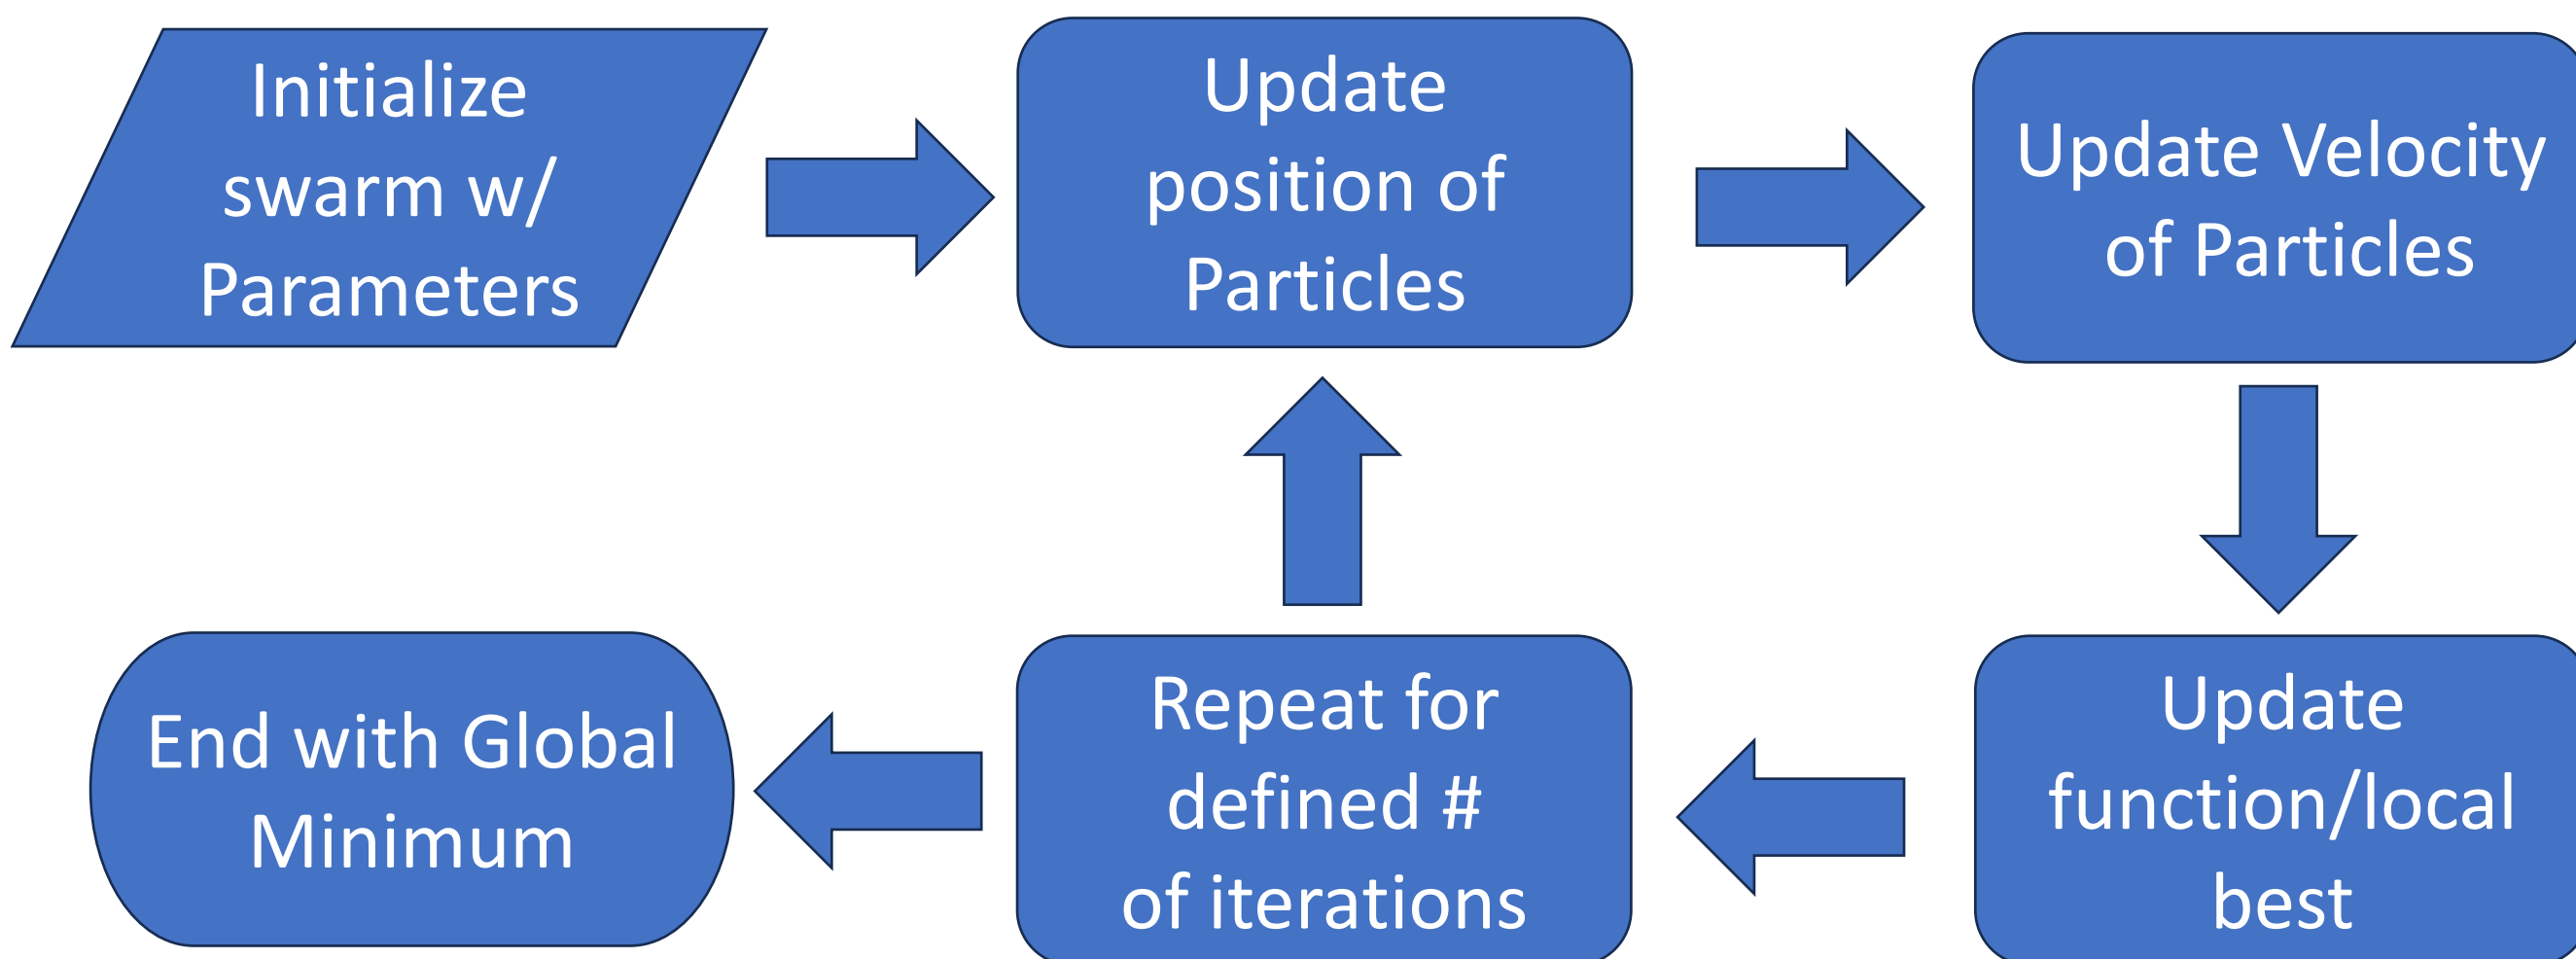 Initialize
swarm w/
Parameters
Update
position of
Particles
Update Velocity
of Particles
Update
function/local
best
Repeat for
defined #
of iterations
End with Global
Minimum